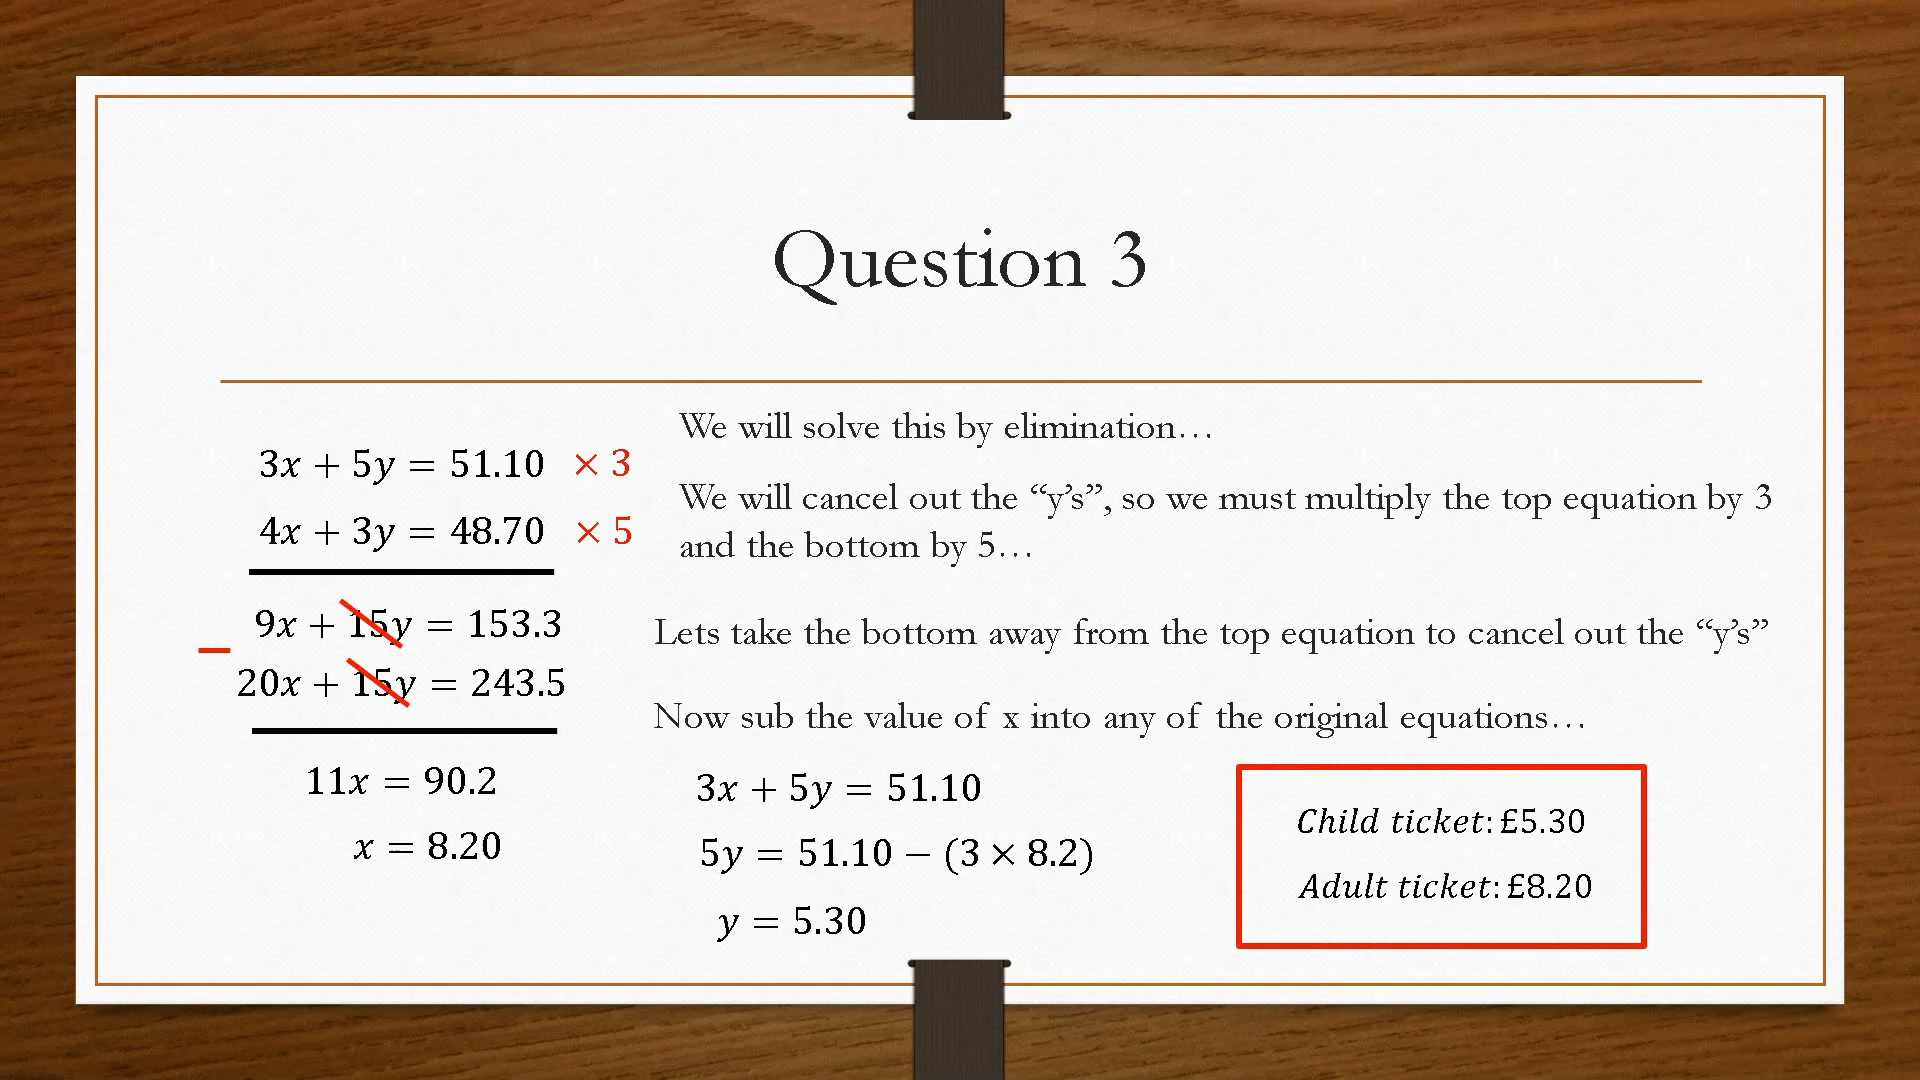 Question 3
3x + 5y = 51.10 × 3
4x + 3y = 48.70 × 5
9x + 15y = 153.3
−
20x + 15y = 243.5
11x = 90.2
x = 8.20
We will solve this by elimination…
We will cancel out the “y’s”, so we must multiply the top equation by 3
and the bottom by 5…
Lets take the bottom away from the top equation to cancel out the “y’s”
Now sub the value of x into any of the original equations…
3x + 5y = 51.10
5y = 51.10 − (3 × 8.2)
y = 5.30
Child ticket: £5.30
Adult ticket: £8.20